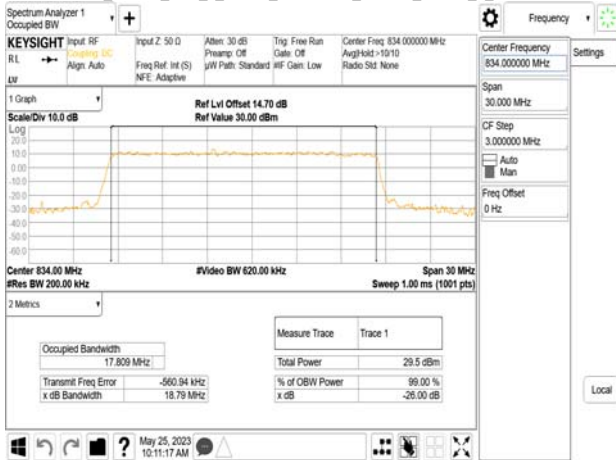 Spectrum Analyzer 1
Occupied BW
Frequency
KEYSIGHT
Input: RF
Coupling: DC
Align: Auto
Input Z: 50 Ω
Freq Ref: Int (S)
NFE: Adaptive
Atten: 30 dB
Preamp: Off
µW Path: Standard
Trig: Free Run
Gate: Off
#IF Gain: Low
Center Freq: 834.000000 MHz
Avg|Hold:>10/10
Radio Std: None
RL
Center Frequency
834.000000 MHz
Settings
Span
30.000 MHz
CF Step
3.000000 MHz
Auto
Man
Freq Offset
0 Hz
Local
1 Graph
Scale/Div 10.0 dB
Ref Lvl Offset 14.70 dB
Ref Value 30.00 dBm
Log
20.0
10.0
0.00
-10.0
-20.0
-30.0
-40.0
-50.0
-60.0
Center 834.00 MHz
#Res BW 200.00 kHz
#Video BW 620.00 kHz
Span 30 MHz
Sweep 1.00 ms (1001 pts)
2 Metrics
Measure Trace Trace 1
Occupied Bandwidth
17.809 MHz
Total Power 29.5 dBm
Transmit Freq Error -560.94 kHz
% of OBW Power 99.00 %
x dB Bandwidth 18.79 MHz
x dB -26.00 dB
May 25, 2023
10:11:17 AM